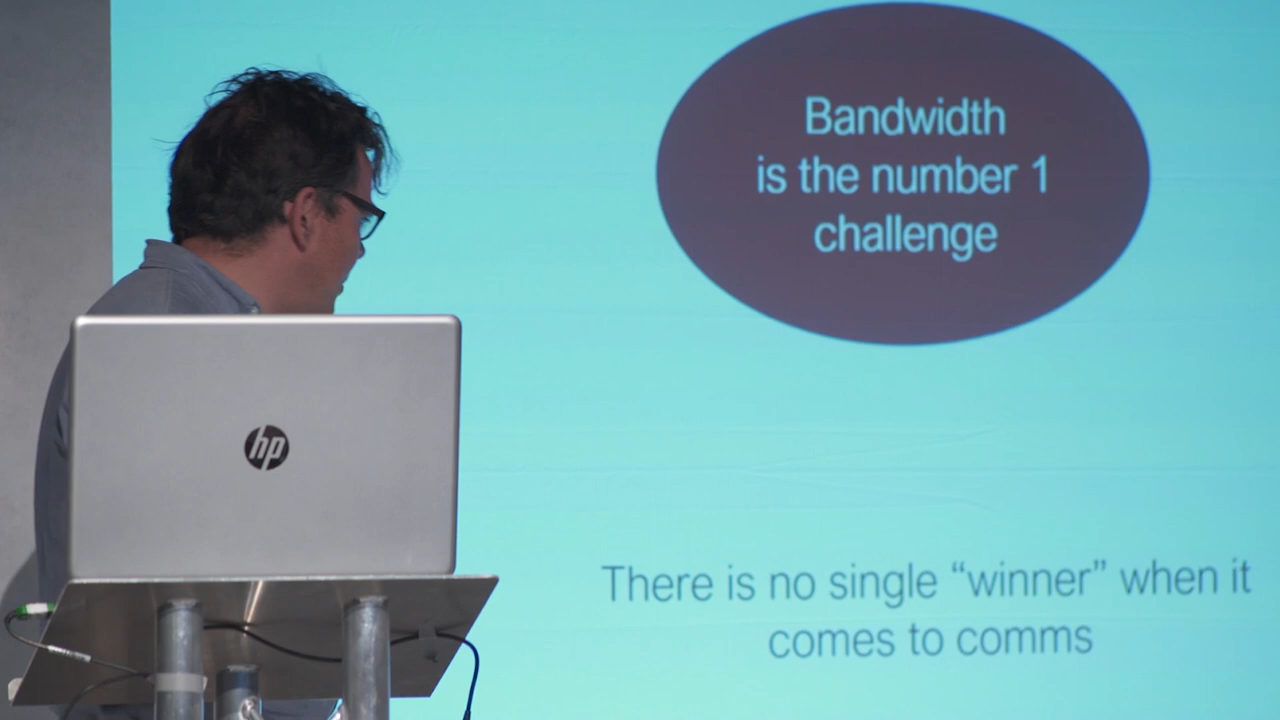 Bandwidth
is the number 1
challenge
hp
There is no single “winner” when it
comes to comms